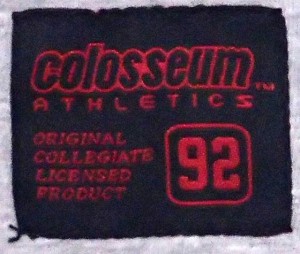 colosseum™
ATHLETICS
ORIGINAL
COLLEGIATE
LICENSED
PRODUCT
92